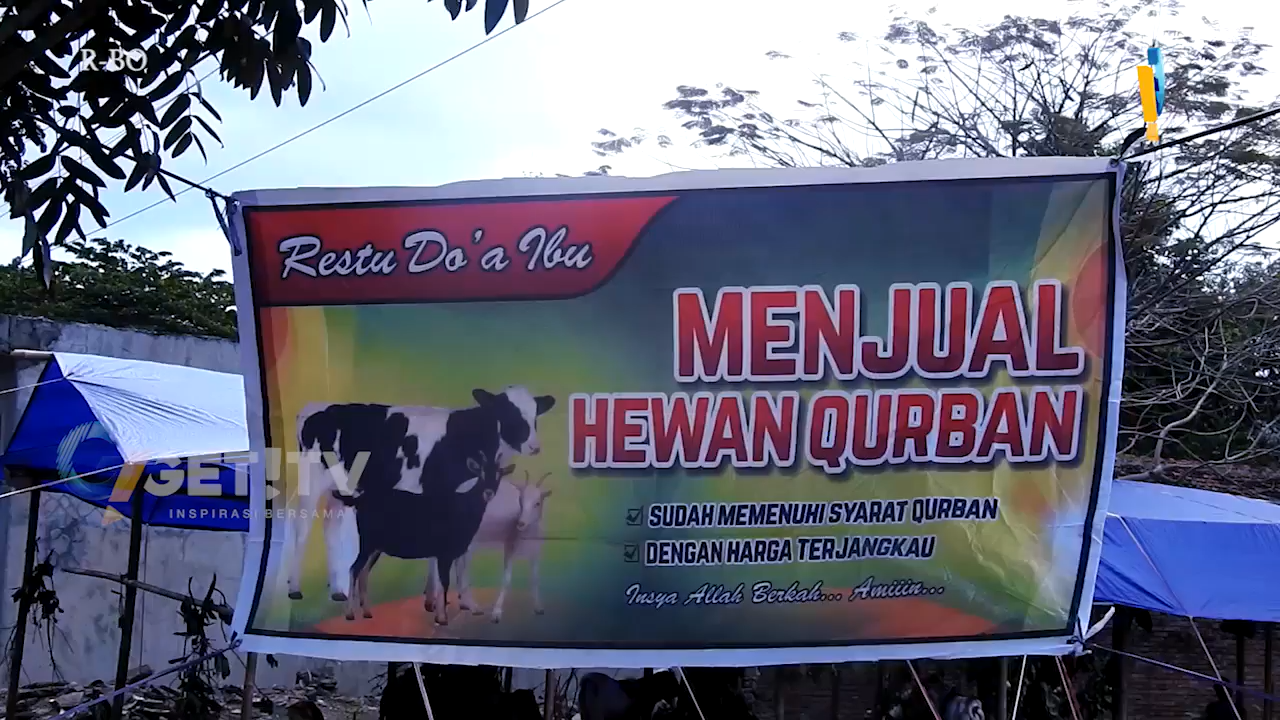 R-BO
Restu Do'a Ibu
MENJUAL
HEWAN QURBAN
SUDAH MEMENUHI SYARAT QURBAN
DENGAN HARGA TERJANGKAU
Insya Allah Berkah... Amiiin...
GET!TV
INSPIRASI BERSAMA